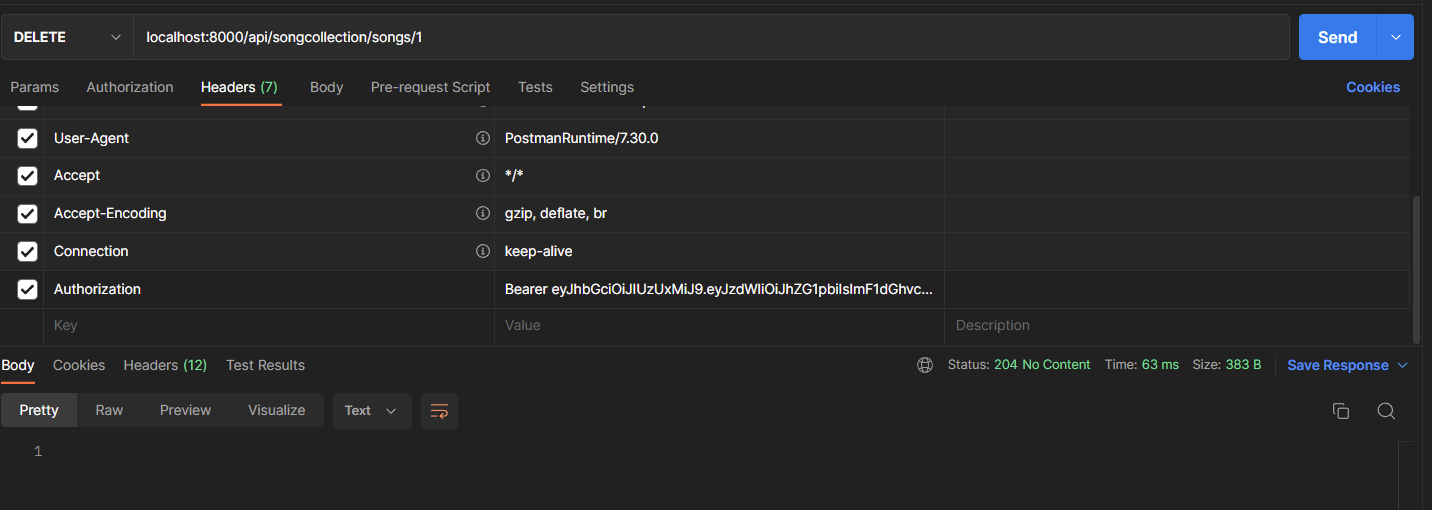 DELETE localhost:8000/api/songcollection/songs/1 Send
Params Authorization Headers (7) Body Pre-request Script Tests Settings Cookies
User-Agent PostmanRuntime/7.30.0
Accept */*
Accept-Encoding gzip, deflate, br
Connection keep-alive
Authorization Bearer eyJhbGciOiJIUzUxMiJ9.eyJzdWIiOiJhZG1pbiIsImF1dGhvc...
Key Value Description
Body Cookies Headers (12) Test Results Status: 204 No Content Time: 63 ms Size: 383 B Save Response
Pretty Raw Preview Visualize Text
1